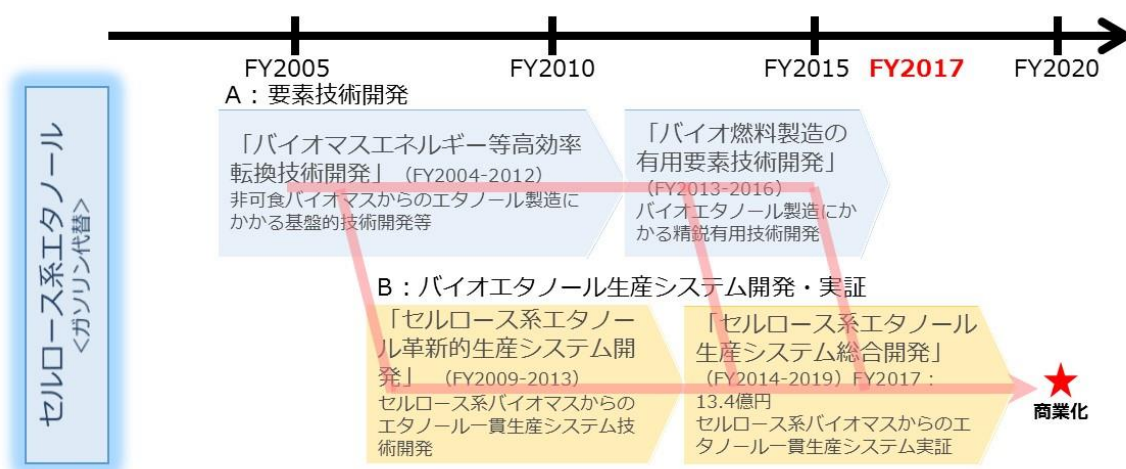 FY2005
FY2010
FY2015
FY2017
FY2020
セルロース系エタノール
<ガソリン代替>
A：要素技術開発
「バイオマスエネルギー等高効率
転換技術開発」（FY2004-2012）
非可食バイオマスからのエタノール製造に
かかる基盤的技術開発等
「バイオ燃料製造の
有用要素技術開発」
（FY2013-2016）
バイオエタノール製造にか
かる精鋭有用技術開発
B：バイオエタノール生産システム開発・実証
「セルロース系エタノー
ル革新的生産システム開
発」（FY2009-2013）
セルロース系バイオマスからの
エタノール一貫生産システム技
術開発
「セルロース系エタノール
生産システム総合開発」
（FY2014-2019）FY2017：
13.4億円
セルロース系バイオマスからのエ
タノール一貫生産システム実証
商業化